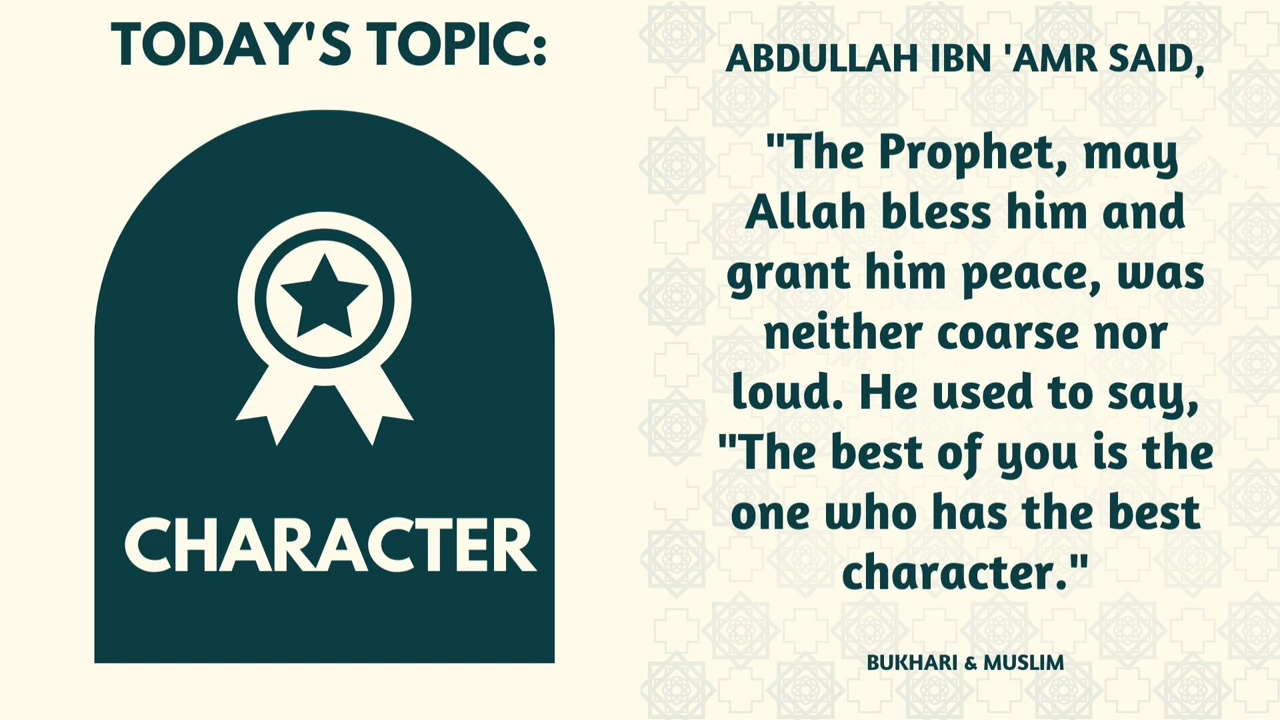 TODAY'S TOPIC:
CHARACTER
ABDULLAH IBN 'AMR SAID,
"The Prophet, may
Allah bless him and
grant him peace, was
neither coarse nor
loud. He used to say,
"The best of you is the
one who has the best
character."
BUKHARI & MUSLIM